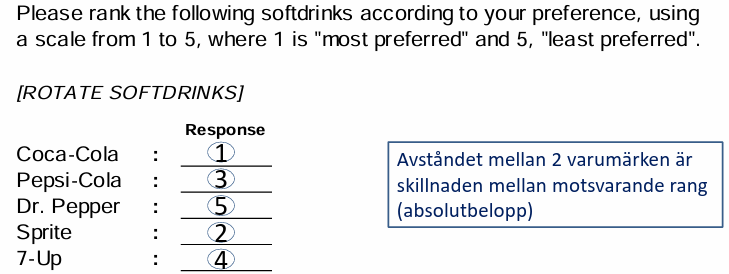 Please rank the following softdrinks according to your preference, using
a scale from 1 to 5, where 1 is "most preferred" and 5, "least preferred".
[ROTATE SOFTDRINKS]
Response
Coca-Cola : 1
Pepsi-Cola : 3
Dr. Pepper : 5
Sprite : 2
7-Up : 4
Avståndet mellan 2 varumärken är
skillnaden mellan motsvarande rang
(absolutbelopp)